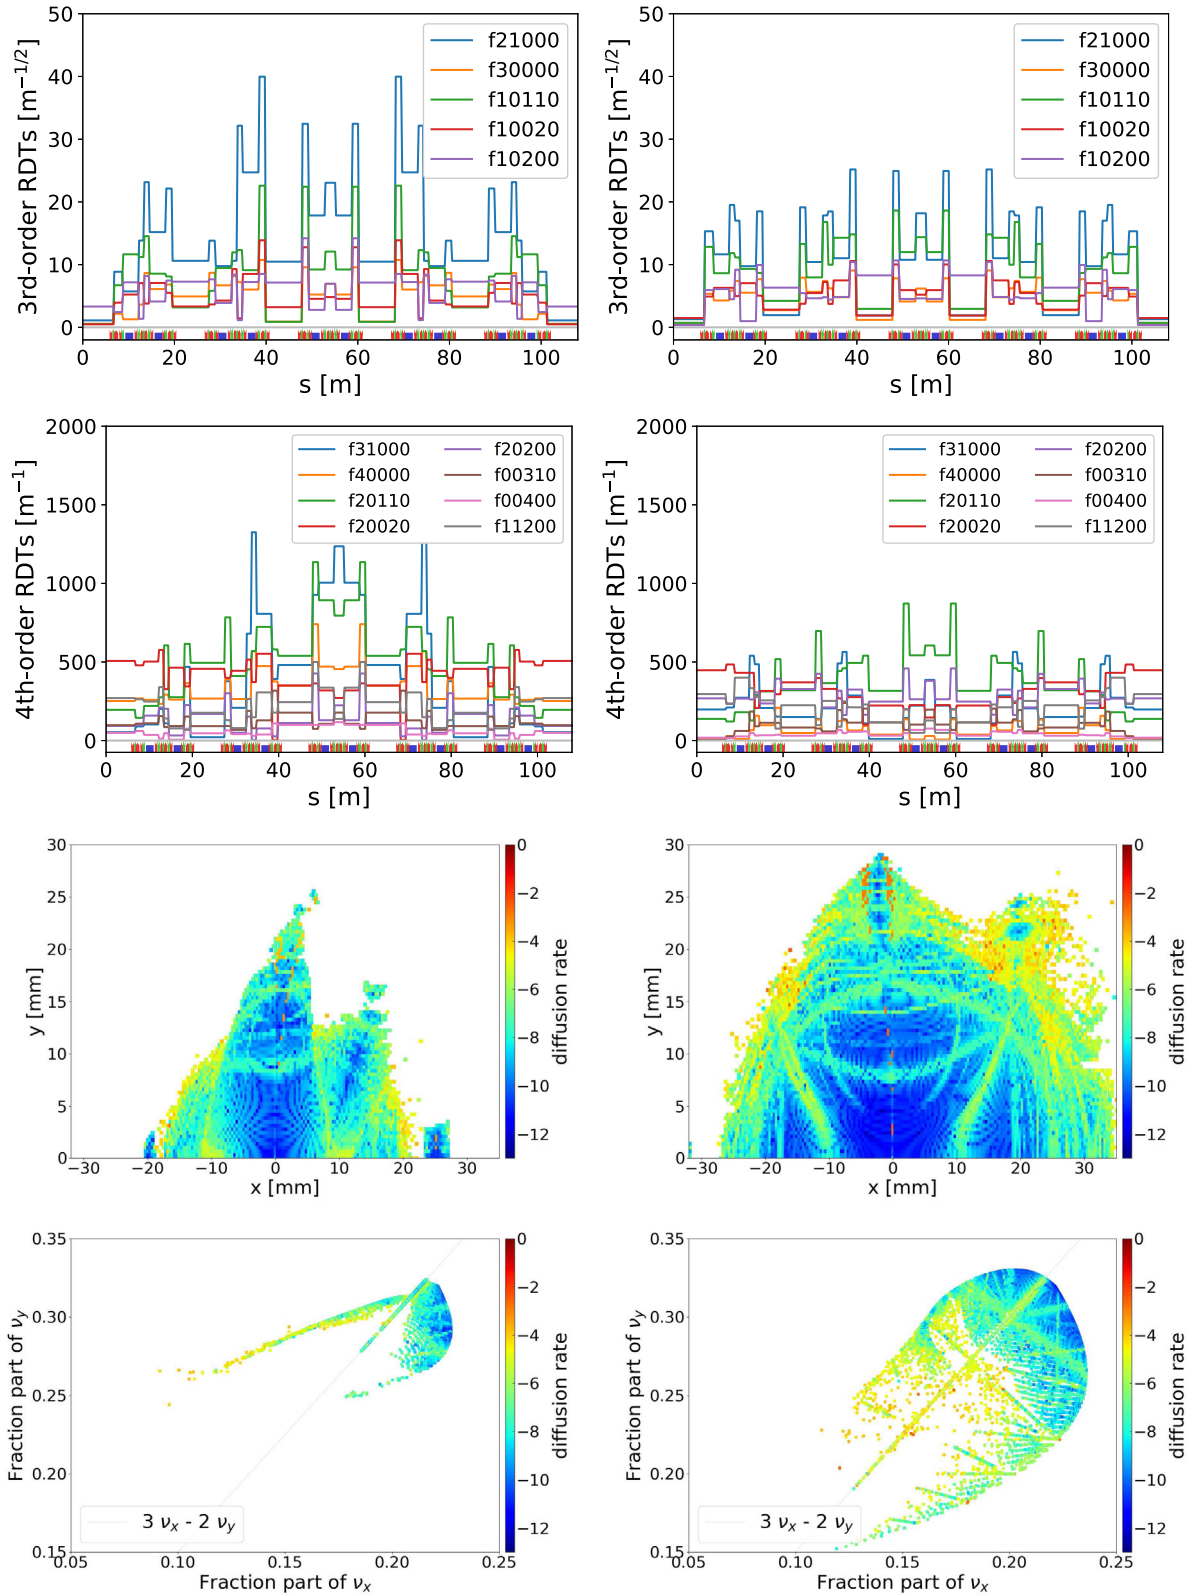 50
40
30
20
10
0
3rd-order RDTs [m−1/2]
f21000
f30000
f10110
f10020
f10200
0 20 40 60 80 100
s [m]
50
40
30
20
10
0
3rd-order RDTs [m−1/2]
f21000
f30000
f10110
f10020
f10200
0 20 40 60 80 100
s [m]
2000
1500
1000
500
0
4th-order RDTs [m−1]
f31000 f20200
f40000 f00310
f20110 f00400
f20020 f11200
0 20 40 60 80 100
s [m]
2000
1500
1000
500
0
4th-order RDTs [m−1]
f31000 f20200
f40000 f00310
f20110 f00400
f20020 f11200
0 20 40 60 80 100
s [m]
30
25
20
15
10
5
0
y [mm]
−30 −20 −10 0 10 20 30
x [mm]
0
−2
−4
−6
−8
−10
−12
diffusion rate
30
25
20
15
10
5
0
y [mm]
−30 −20 −10 0 10 20 30
x [mm]
0
−2
−4
−6
−8
−10
−12
diffusion rate
0.35
0.30
0.25
0.20
0.15
Fraction part of νy
3 νx - 2 νy
0.05 0.10 0.15 0.20 0.25
Fraction part of νx
0
−2
−4
−6
−8
−10
−12
diffusion rate
0.35
0.30
0.25
0.20
0.15
Fraction part of νy
3 νx - 2 νy
0.05 0.10 0.15 0.20 0.25
Fraction part of νx
0
−2
−4
−6
−8
−10
−12
diffusion rate